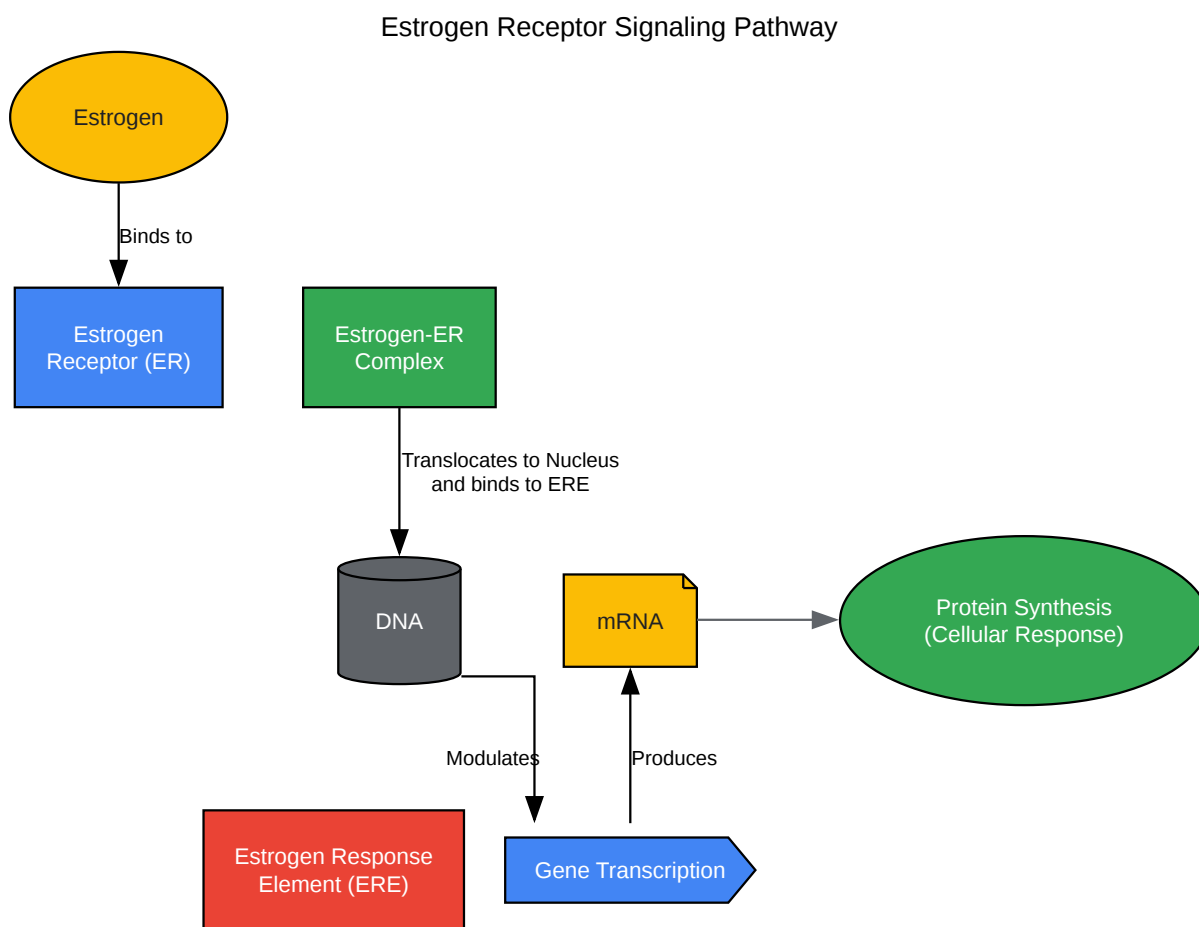 Estrogen Receptor Signaling Pathway
Estrogen
Binds to
Estrogen
Receptor (ER)
Estrogen-ER
Complex
Translocates to Nucleus
and binds to ERE
DNA
mRNA
Protein Synthesis
(Cellular Response)
Modulates
Produces
Estrogen Response
Element (ERE)
Gene Transcription